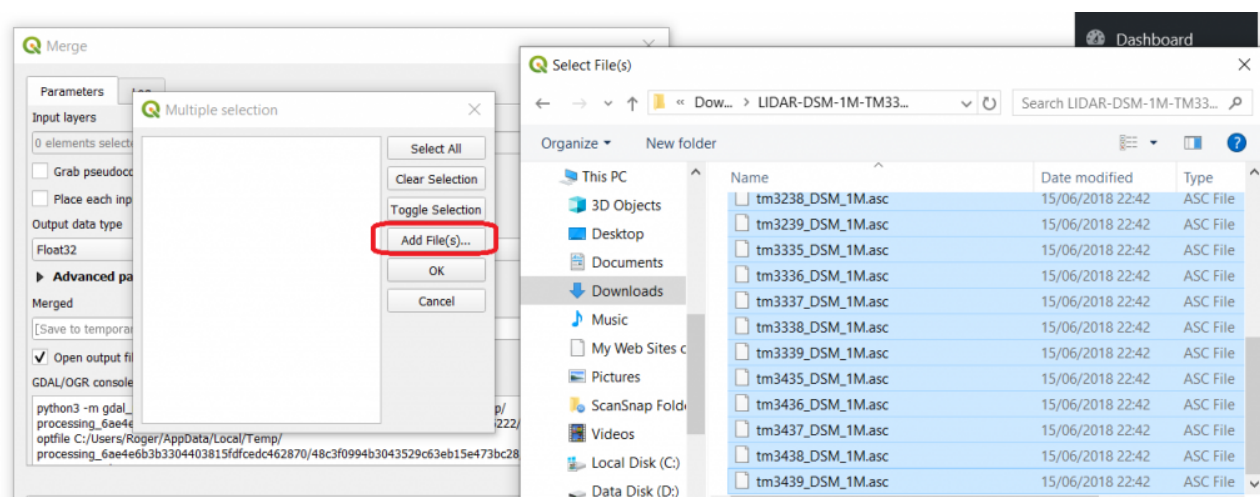 Dashboard
Merge
Parameters
Log
Input layers
0 elements select
Grab pseudoco
Place each inp
Output data type
Float32
Advanced pa
Merged
[Save to temporar
Open output fi
GDAL/OGR console
python3 -m gdal_
processing_6ae4e
optfile C:/Users/Roger/AppData/Local/Temp/
processing_6ae4e6b3b3304403815fdfcedc462870/48c3f0994b3043529c63eb15e473bc28
p/
5222/
Multiple selection
Select All
Clear Selection
Toggle Selection
Add File(s)...
OK
Cancel
Select File(s)
« Dow... > LIDAR-DSM-1M-TM33...
Search LIDAR-DSM-1M-TM33...
Organize
New folder
This PC
3D Objects
Desktop
Documents
Downloads
Music
My Web Sites c
Pictures
ScanSnap Folde
Videos
Local Disk (C:)
Data Disk (D:)
Name Date modified Type
tm3238_DSM_1M.asc 15/06/2018 22:42 ASC File
tm3239_DSM_1M.asc 15/06/2018 22:42 ASC File
tm3335_DSM_1M.asc 15/06/2018 22:42 ASC File
tm3336_DSM_1M.asc 15/06/2018 22:42 ASC File
tm3337_DSM_1M.asc 15/06/2018 22:42 ASC File
tm3338_DSM_1M.asc 15/06/2018 22:42 ASC File
tm3339_DSM_1M.asc 15/06/2018 22:42 ASC File
tm3435_DSM_1M.asc 15/06/2018 22:42 ASC File
tm3436_DSM_1M.asc 15/06/2018 22:42 ASC File
tm3437_DSM_1M.asc 15/06/2018 22:42 ASC File
tm3438_DSM_1M.asc 15/06/2018 22:42 ASC File
tm3439_DSM_1M.asc 15/06/2018 22:42 ASC File